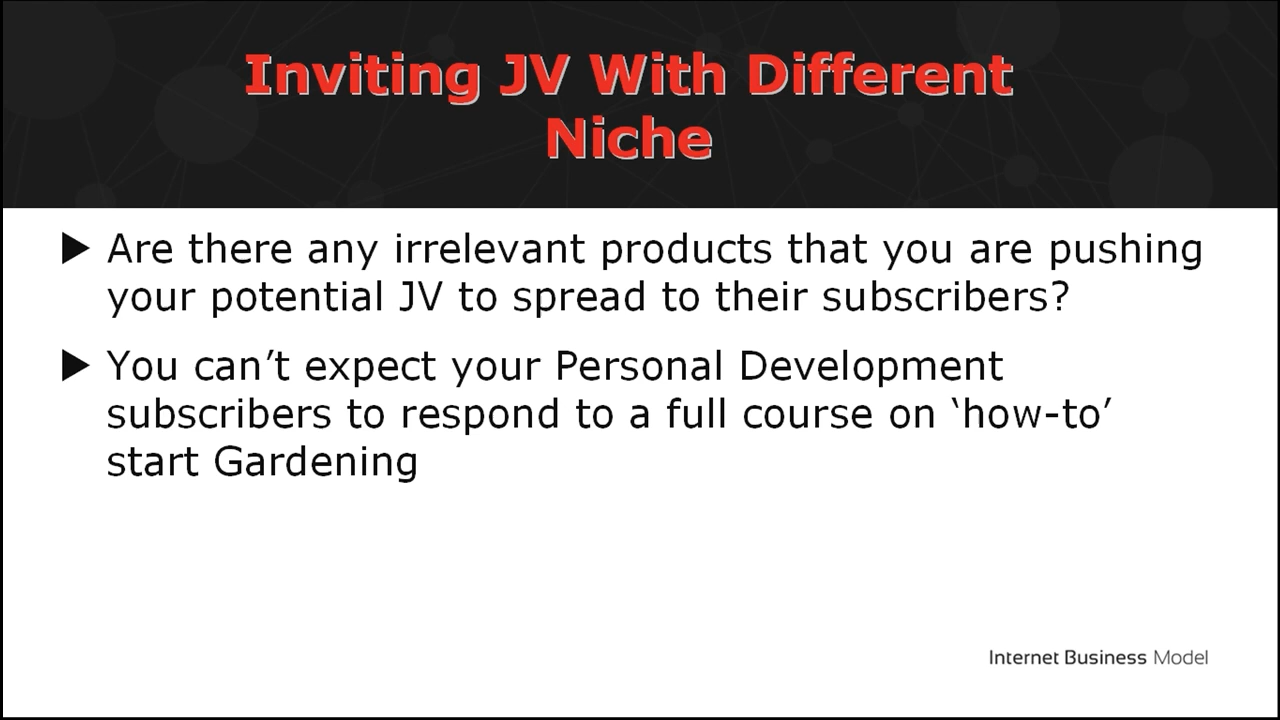 Inviting JV With Different
Niche
▶ Are there any irrelevant products that you are pushing
your potential JV to spread to their subscribers?
▶ You can’t expect your Personal Development
subscribers to respond to a full course on ‘how-to’
start Gardening
Internet Business Model